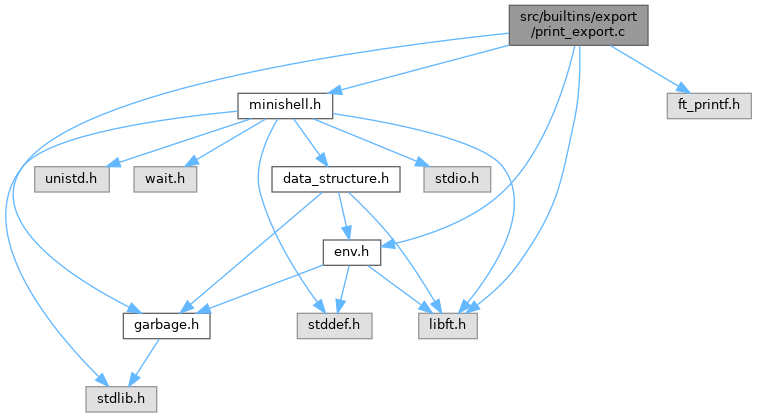 src/builtins/export
/print_export.c
minishell.h
ft_printf.h
unistd.h
wait.h
data_structure.h
stdio.h
env.h
garbage.h
stddef.h
libft.h
stdlib.h